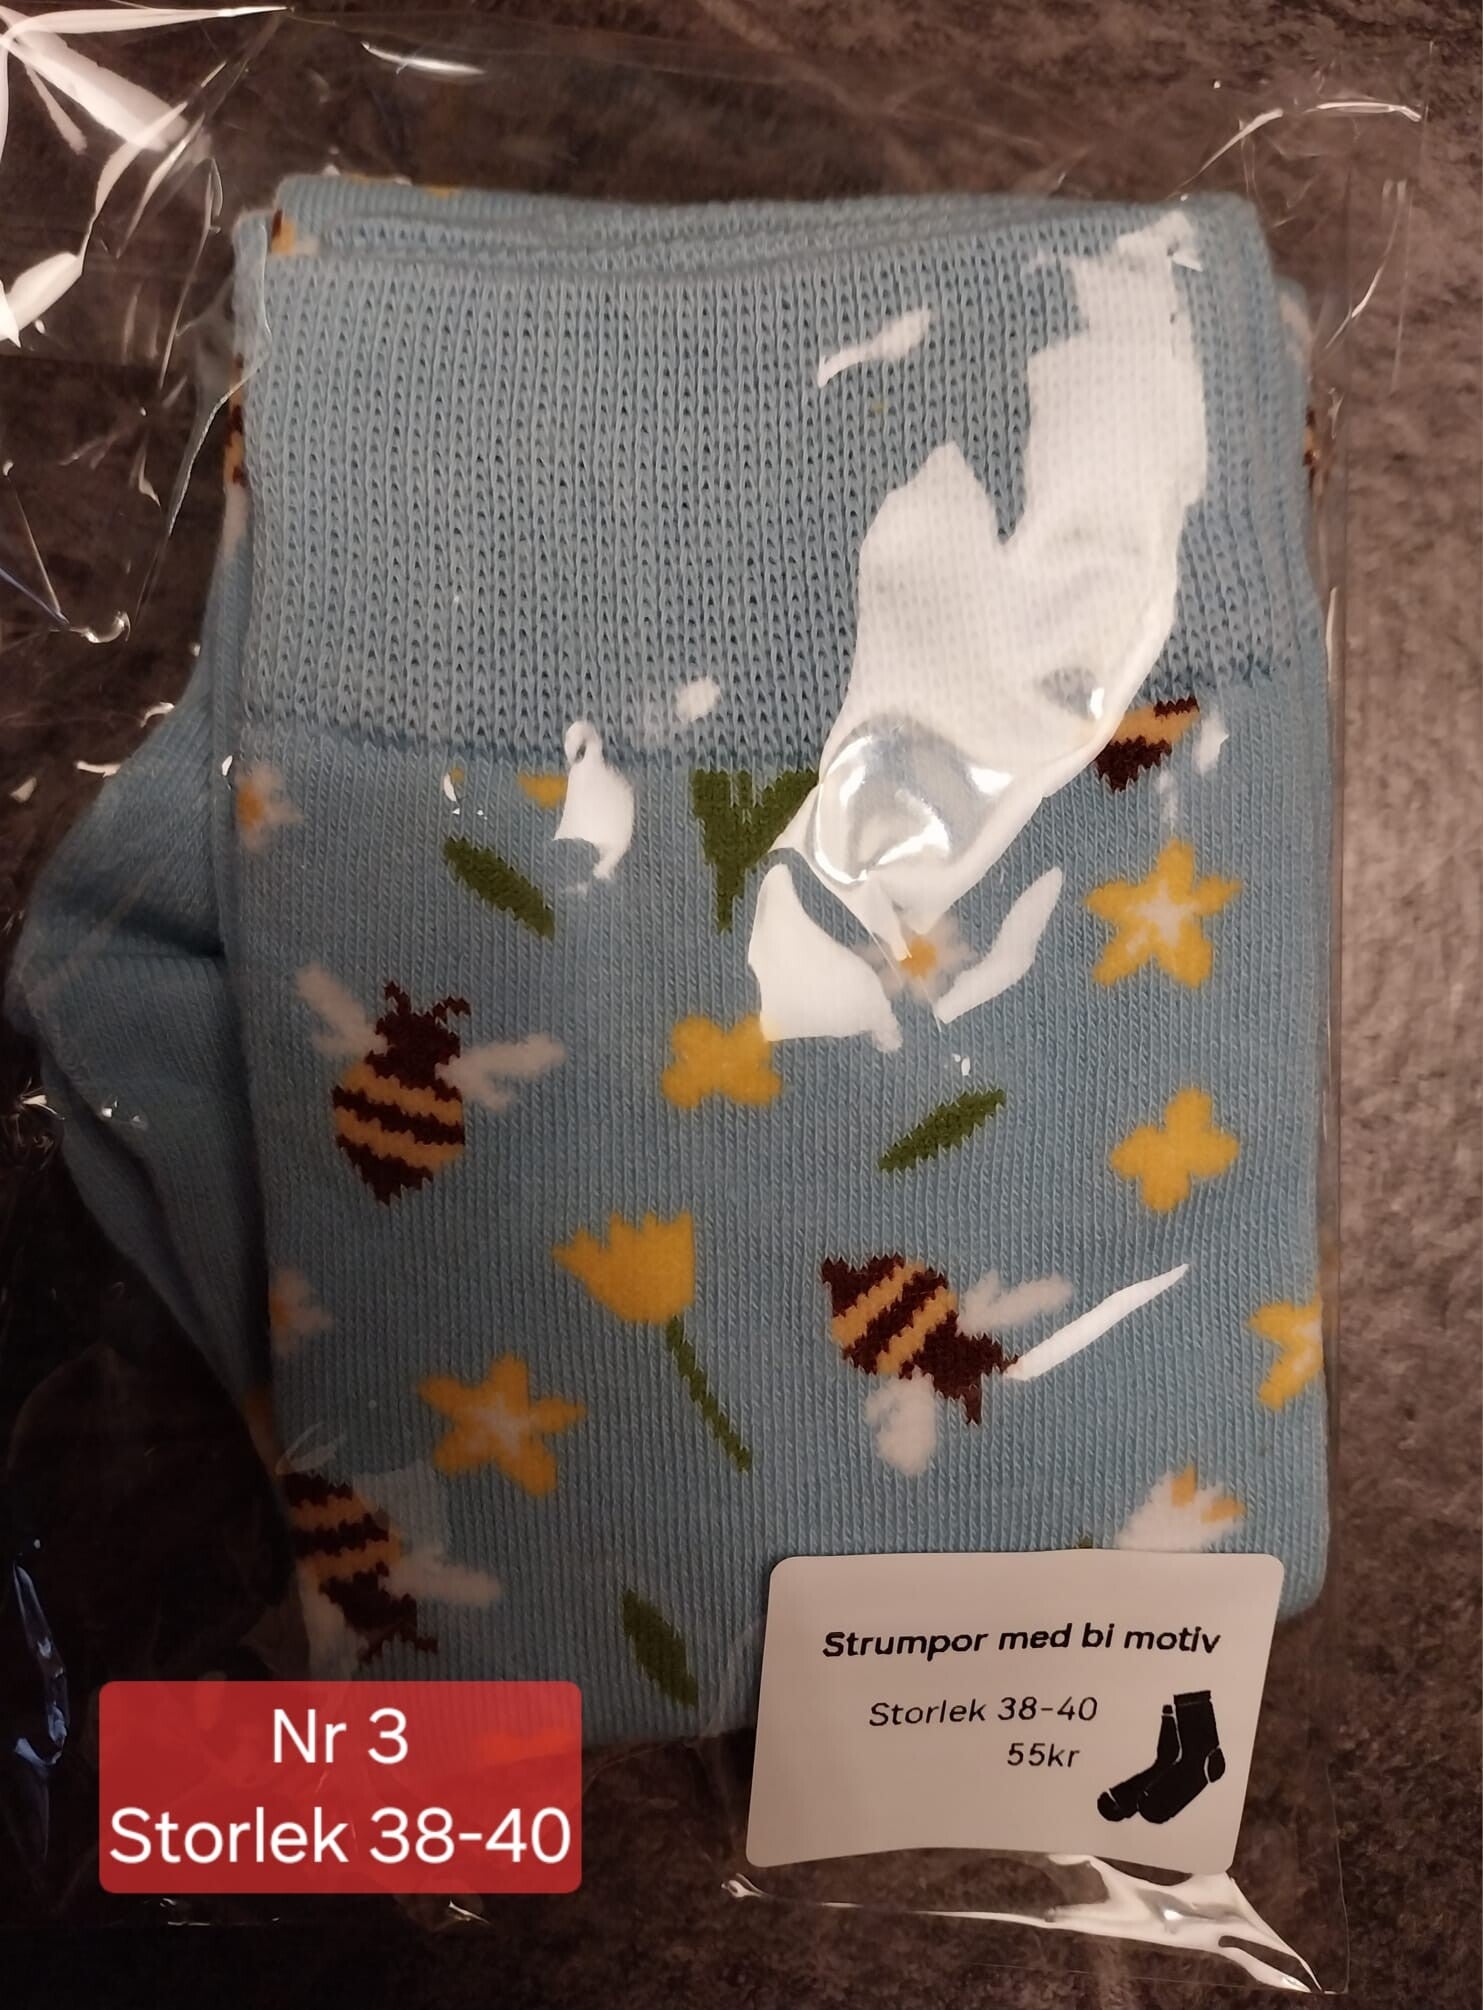 Strumpor med bi motiv
Storlek 38-40
55kr
Nr 3
Storlek 38-40